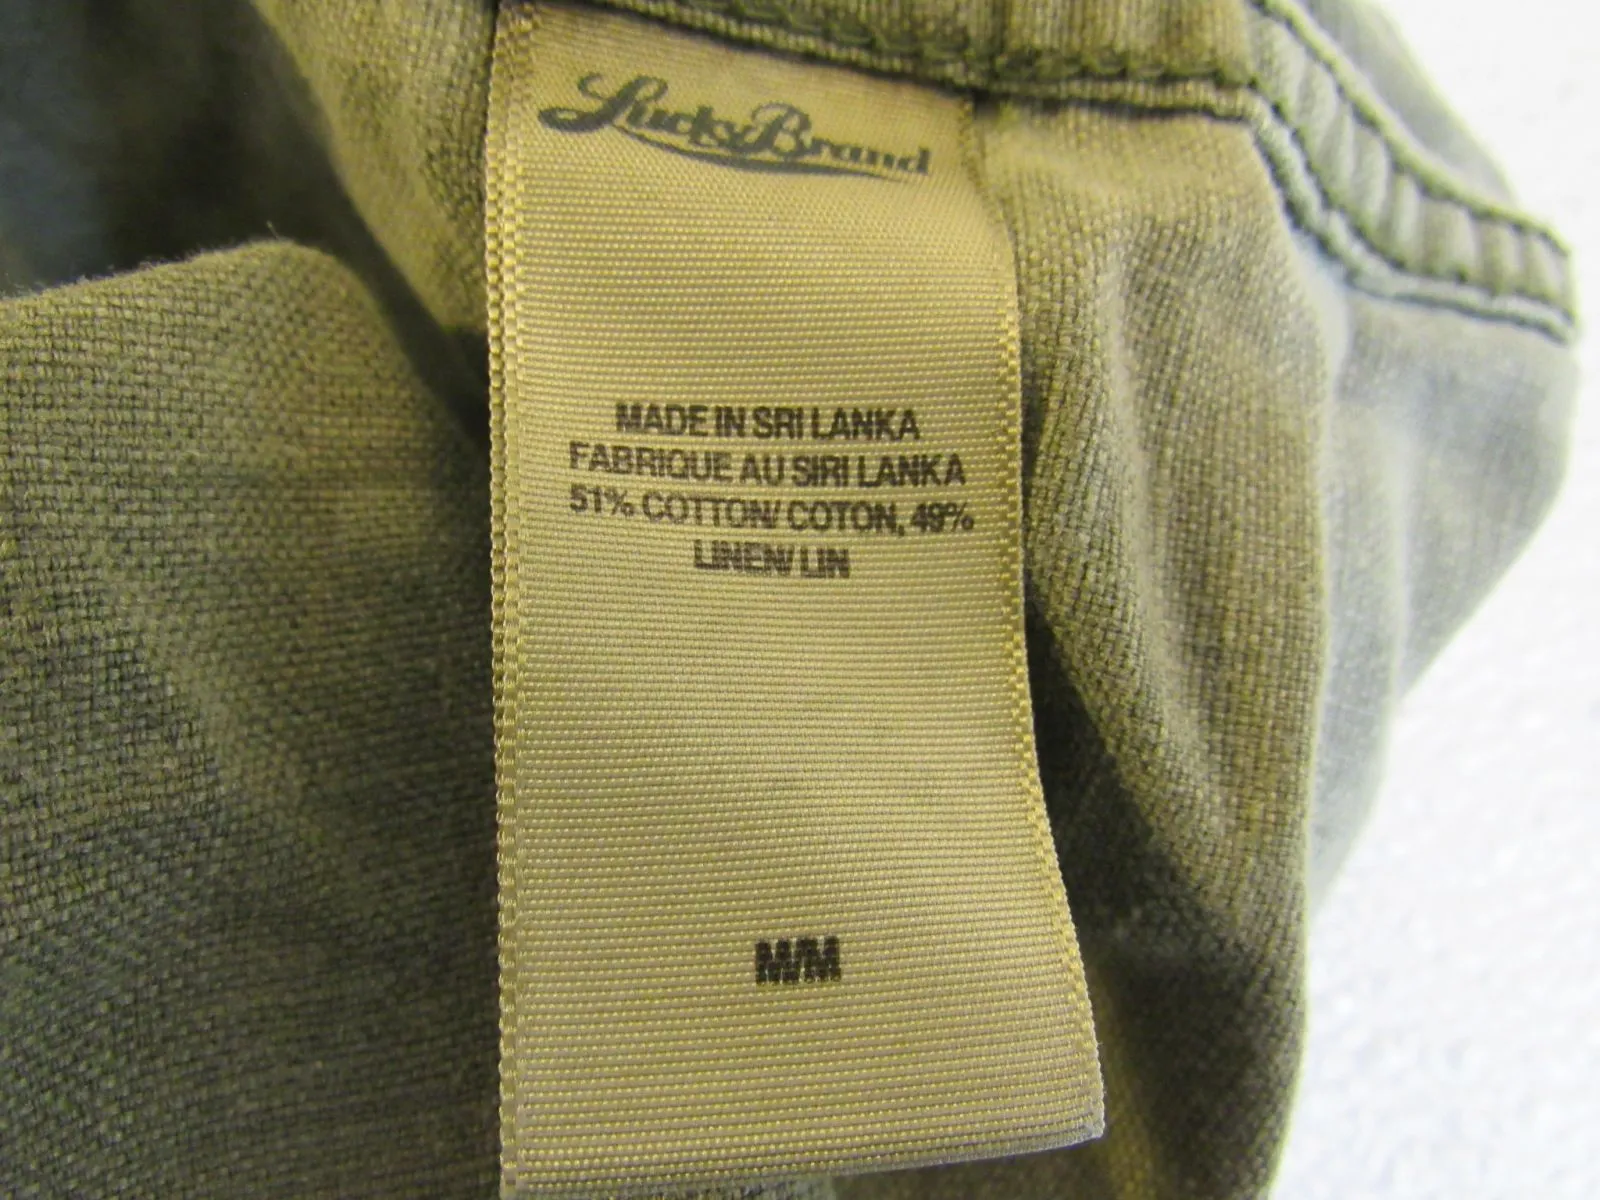 Lucky Brand
MADE IN SRI LANKA
FABRIQUE AU SIRI LANKA
51% COTTON/ COTON, 49%
LINEN/ LIN
M/M